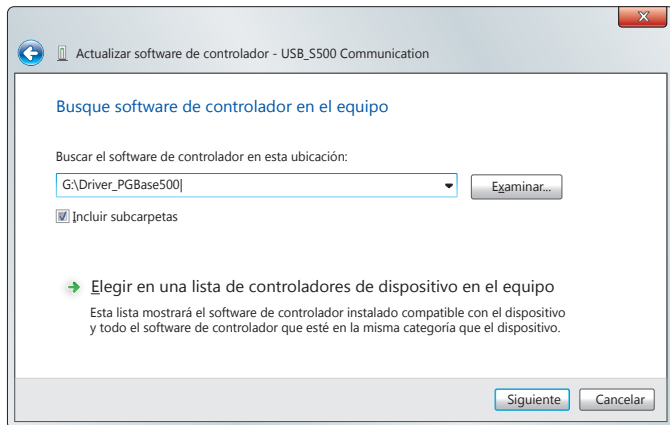 Actualizar software de controlador - USB_S500 Communication
Busque software de controlador en el equipo
Buscar el software de controlador en esta ubicación:
G:\Driver_PGBase500
Examinar...
Incluir subcarpetas
Elegir en una lista de controladores de dispositivo en el equipo
Esta lista mostrará el software de controlador instalado compatible con el dispositivo
y todo el software de controlador que esté en la misma categoría que el dispositivo.
Siguiente
Cancelar